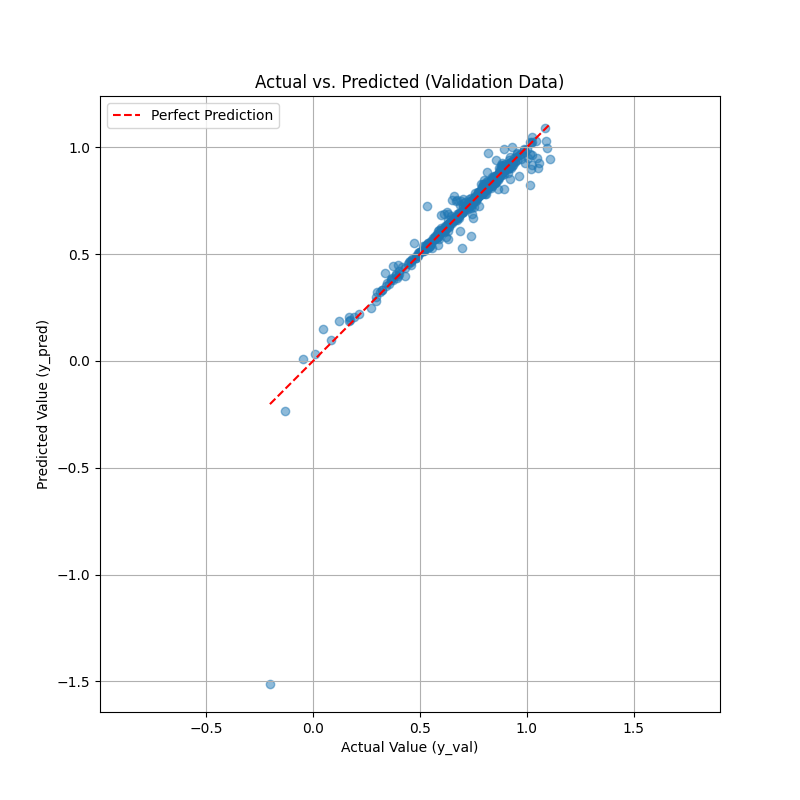 Actual vs. Predicted (Validation Data)
Perfect Prediction
1.0
0.5
0.0
−0.5
−1.0
−1.5
Predicted Value (y_pred)
−0.5 0.0 0.5 1.0 1.5
Actual Value (y_val)